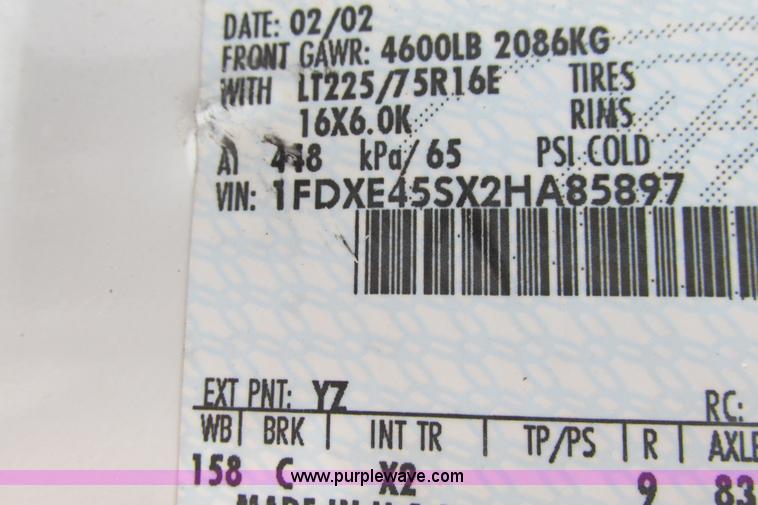 DATE: 02/02
FRONT GAWR: 4600LB 2086KG
WITH LT225/75R16E TIRES
16X6.0K RIMS
AT 448 kPa/ 65 PSI COLD
VIN: 1FDXE45SX2HA85897
EXT PNT: YZ RC:
WB BRK INT TR TP/PS R AXLE
158 C X2 9 83
www.purplewave.com
MADE IN